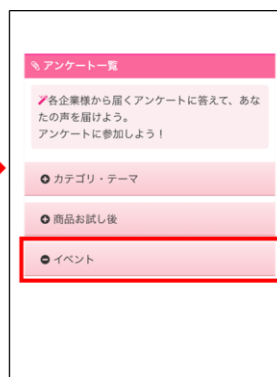 アンケート一覧
各企業様から届くアンケートに答えて、あな
たの声を届けよう。
アンケートに参加しよう！
カテゴリ・テーマ
商品お試し後
イベント